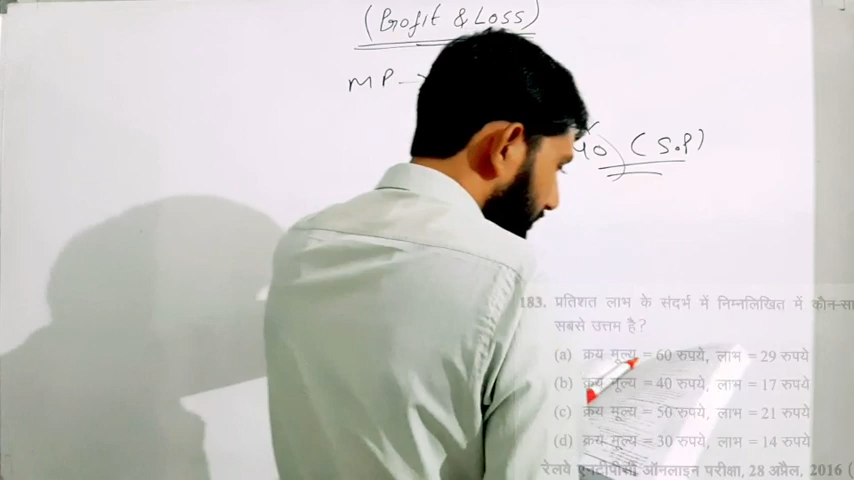 (Profit & Loss)
MP →
40 (S.P)
183. प्रतिशत लाभ के संदर्भ में निम्नलिखित में कौन-सा
सबसे उत्तम है?
(a) क्रय मूल्य = 60 रुपये, लाभ = 29 रुपये
(b) क्रय मूल्य = 40 रुपये, लाभ = 17 रुपये
(c) क्रय मूल्य = 50 रुपये, लाभ = 21 रुपये
(d) क्रय मूल्य = 30 रुपये, लाभ = 14 रुपये
रेलवे एनटीपीसी ऑनलाइन परीक्षा, 28 अप्रैल, 2016 (